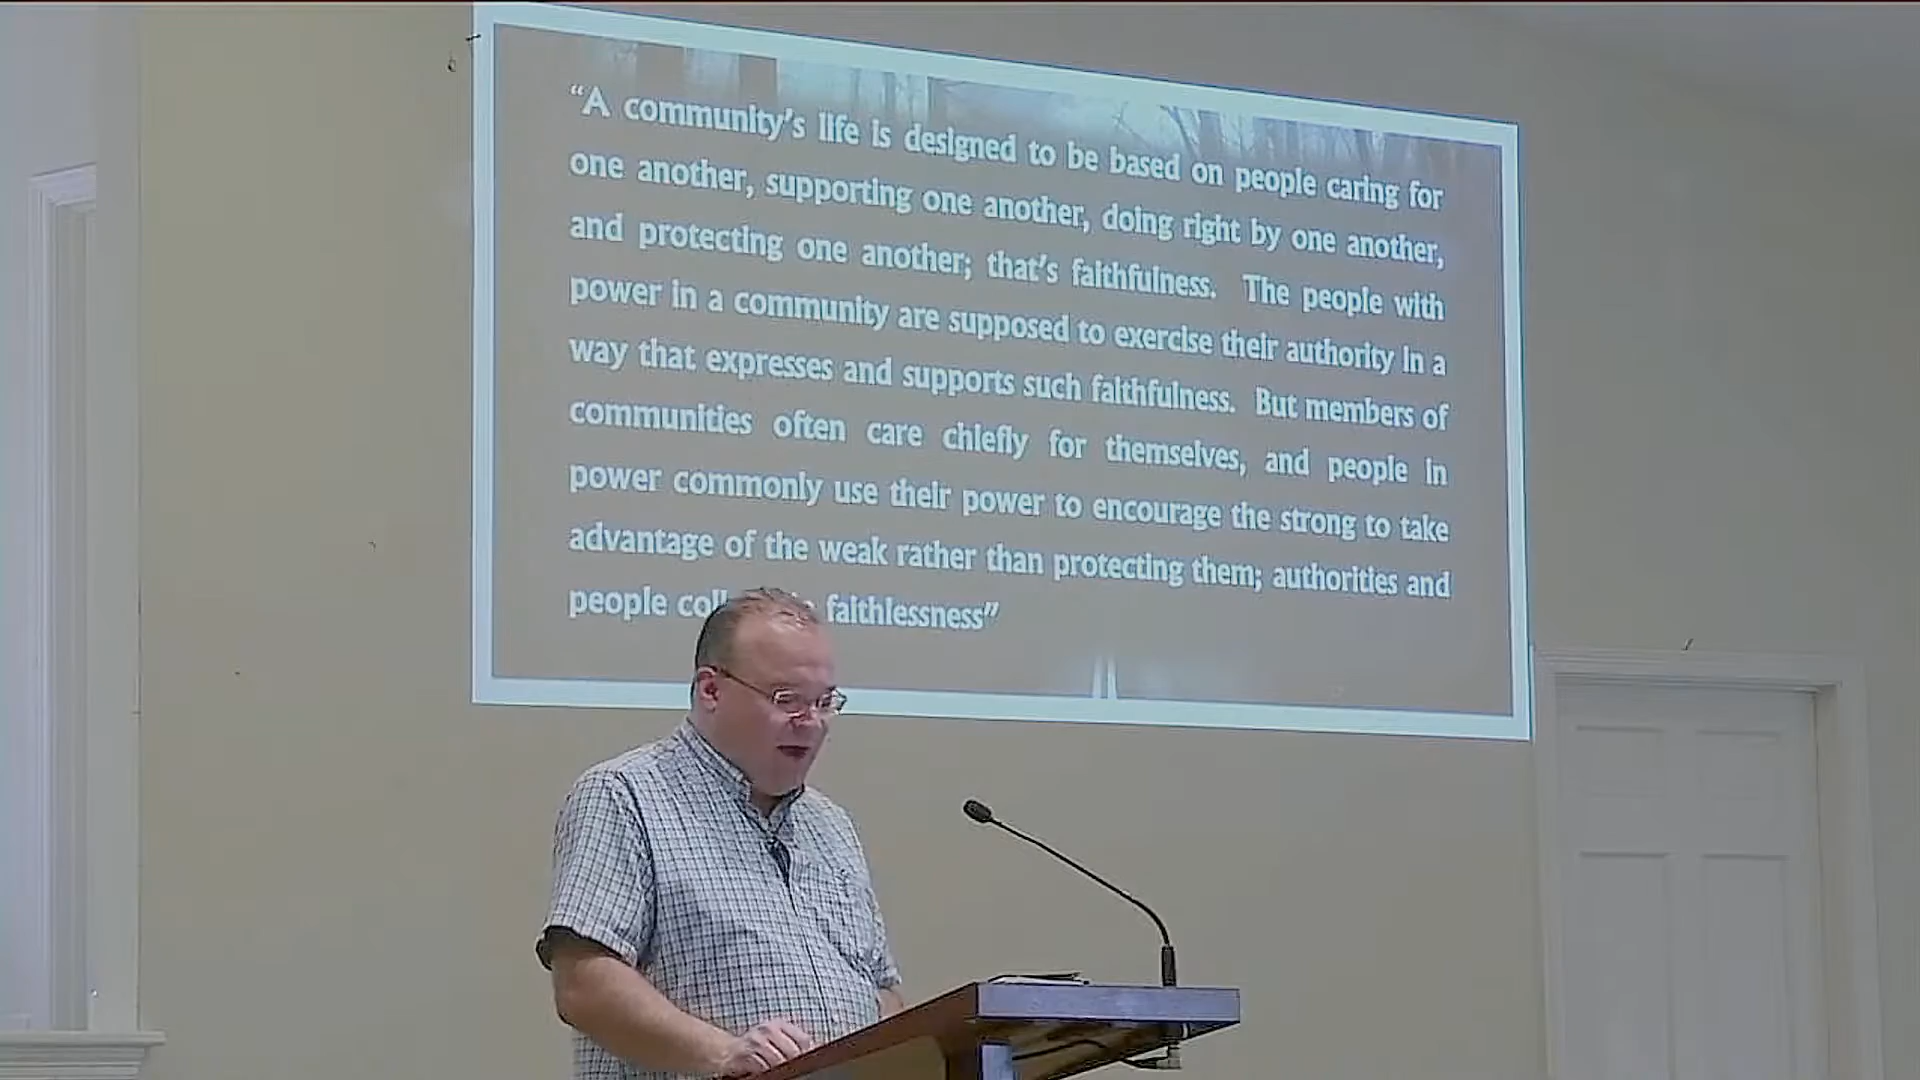 “A community’s life is designed to be based on people caring for
one another, supporting one another, doing right by one another,
and protecting one another; that’s faithfulness. The people with
power in a community are supposed to exercise their authority in a
way that expresses and supports such faithfulness. But members of
communities often care chiefly for themselves, and people in
power commonly use their power to encourage the strong to take
advantage of the weak rather than protecting them; authorities and
people faithlessness”